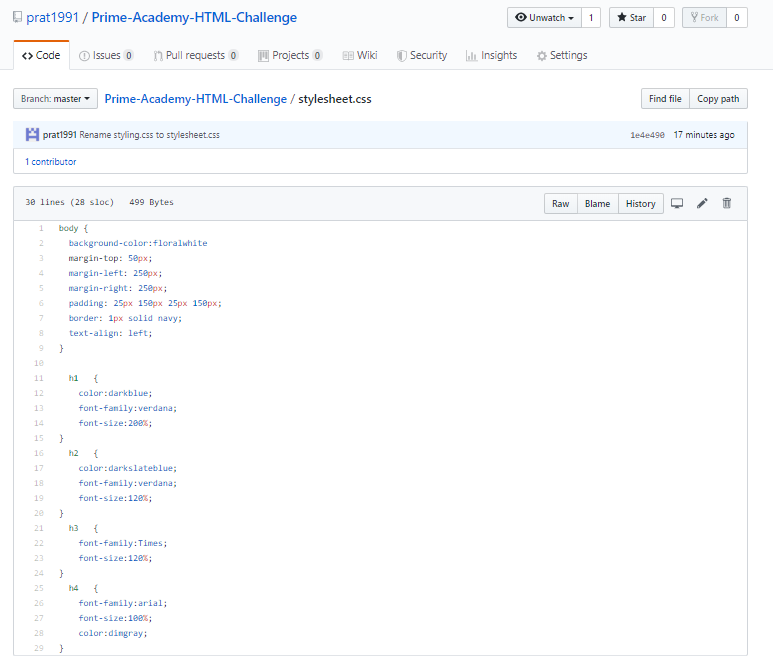 prat1991 / Prime-Academy-HTML-Challenge
Unwatch 1 Star 0 Fork 0
Code Issues 0 Pull requests 0 Projects 0 Wiki Security Insights Settings
Branch: master Prime-Academy-HTML-Challenge / stylesheet.css Find file Copy path
prat1991 Rename styling.css to stylesheet.css 1e4e490 17 minutes ago
1 contributor
30 lines (28 sloc) 499 Bytes Raw Blame History
1 body {
2 background-color:floralwhite
3 margin-top: 50px;
4 margin-left: 250px;
5 margin-right: 250px;
6 padding: 25px 150px 25px 150px;
7 border: 1px solid navy;
8 text-align: left;
9 }
10
11 h1 {
12 color:darkblue;
13 font-family:verdana;
14 font-size:200%;
15 }
16 h2 {
17 color:darkslateblue;
18 font-family:verdana;
19 font-size:120%;
20 }
21 h3 {
22 font-family:Times;
23 font-size:120%;
24 }
25 h4 {
26 font-family:arial;
27 font-size:100%;
28 color:dimgray;
29 }